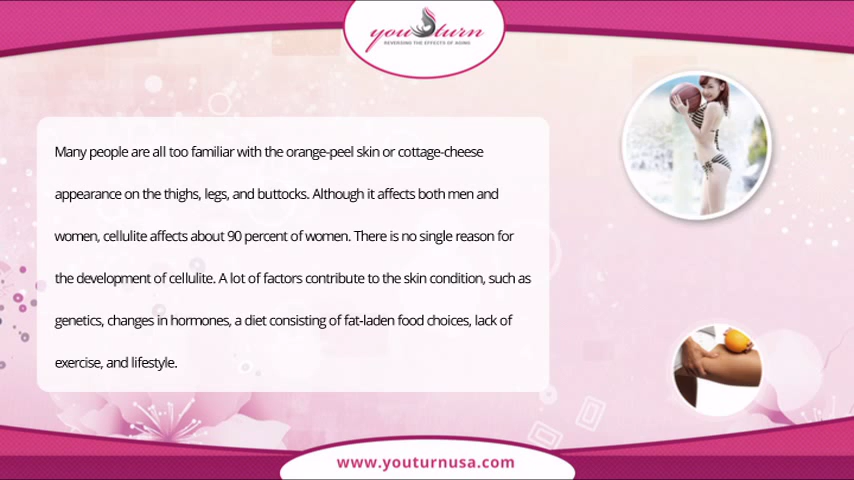 you turn
REVERSING THE EFFECTS OF AGING
Many people are all too familiar with the orange-peel skin or cottage-cheese
appearance on the thighs, legs, and buttocks. Although it affects both men and
women, cellulite affects about 90 percent of women. There is no single reason for
the development of cellulite. A lot of factors contribute to the skin condition, such as
genetics, changes in hormones, a diet consisting of fat-laden food choices, lack of
exercise, and lifestyle.
www.youturnusa.com